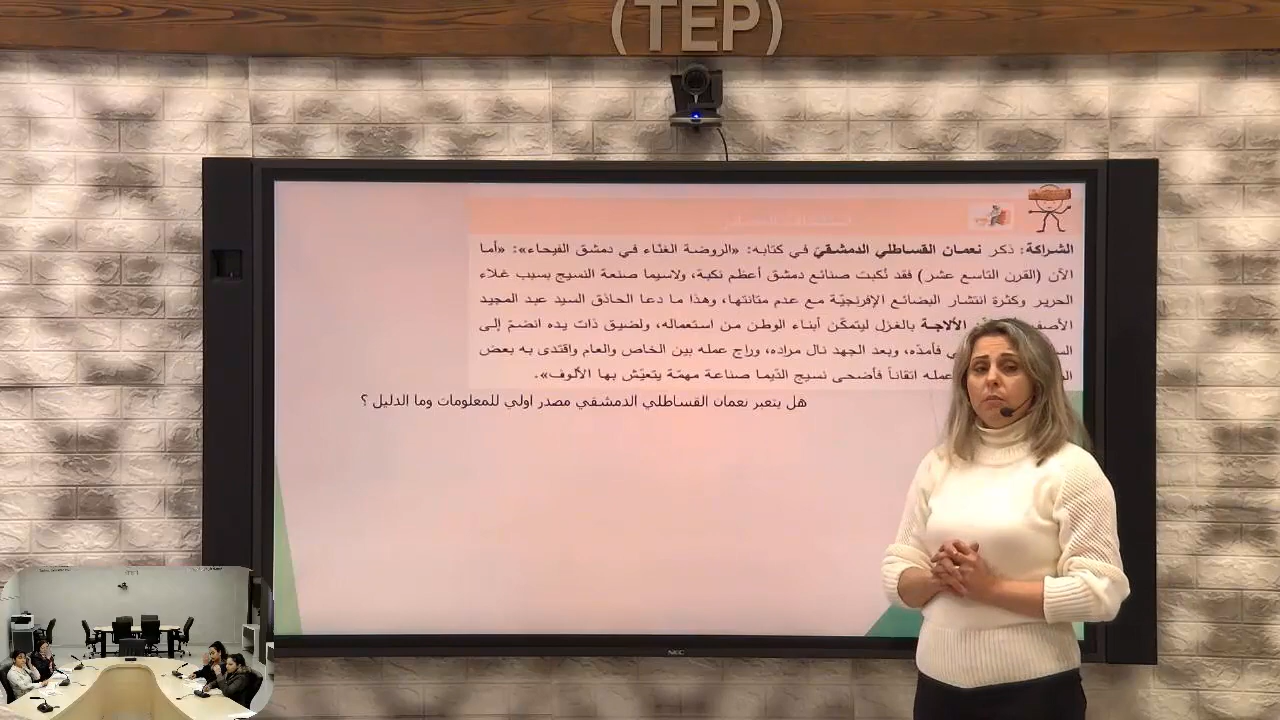 (TEP)
الشراكة: ذكر نعمان القساطلي الدمشقيّ في كتابه: «الروضة الغنّاء في دمشق الفيحاء»: «أما
الآن (القرن التاسع عشر) فقد نُكبت صنائع دمشق أعظم نكبة، ولاسيما صنعة النسيج بسبب غلاء
الحرير وكثرة انتشار البضائع الإفرنجيّة مع عدم متانتها، وهذا ما دعا الحاذق السيد عبد المجيد
الألاجة بالغزل ليتمكّن أبناء الوطن من استعماله، ولضيق ذات يده انضمّ إلى
فأمدّه، وبعد الجهد نال مراده، وراج عمله بين الخاص والعام واقتدى به بعض
عمله اتقاناً فأضحى نسيج الدّيما صناعة مهمّة يتعيّش بها الألوف».
هل يتعبر نعمان القساطلي الدمشقي مصدر اولي للمعلومات وما الدليل ؟
NEC